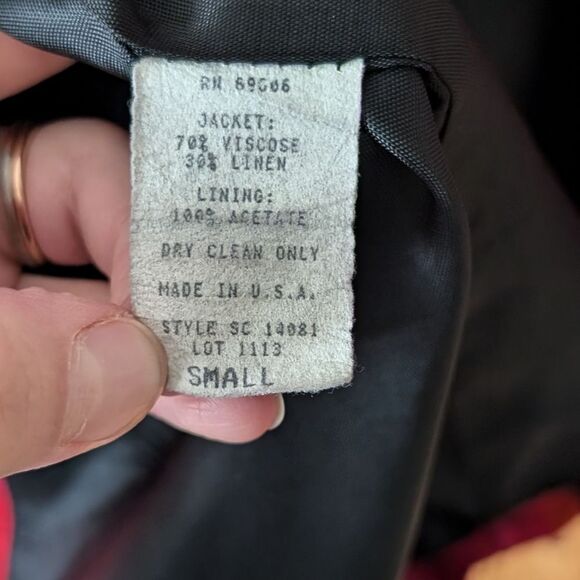 RN 69606
JACKET:
70% VISCOSE
30% LINEN
LINING:
100% ACETATE
DRY CLEAN ONLY
MADE IN U.S.A.
STYLE SC 14081
LOT 1113
SMALL